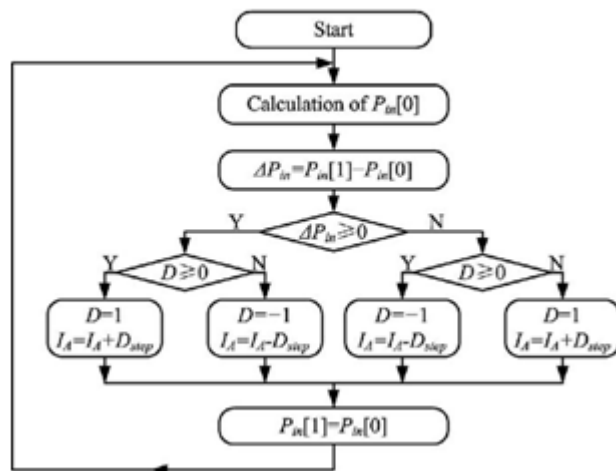 Start
Calculation of P_in[0]
ΔP_in=P_in[1]−P_in[0]
Y ΔP_in≥0 N
Y D≥0 N Y D≥0 N
D=1
I_A=I_A+D_step
D=−1
I_A=I_A-D_step
D=−1
I_A=I_A-D_step
D=1
I_A=I_A+D_step
P_in[1]=P_in[0]